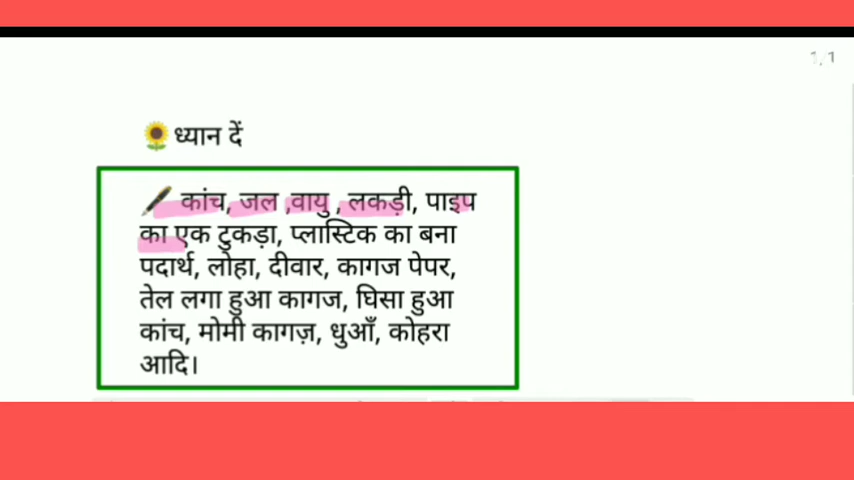 1/1
🌻ध्यान दें
🖋️ कांच, जल ,वायु , लकड़ी, पाइप
का एक टुकड़ा, प्लास्टिक का बना
पदार्थ, लोहा, दीवार, कागज पेपर,
तेल लगा हुआ कागज, घिसा हुआ
कांच, मोमी कागज़, धुआँ, कोहरा
आदि।